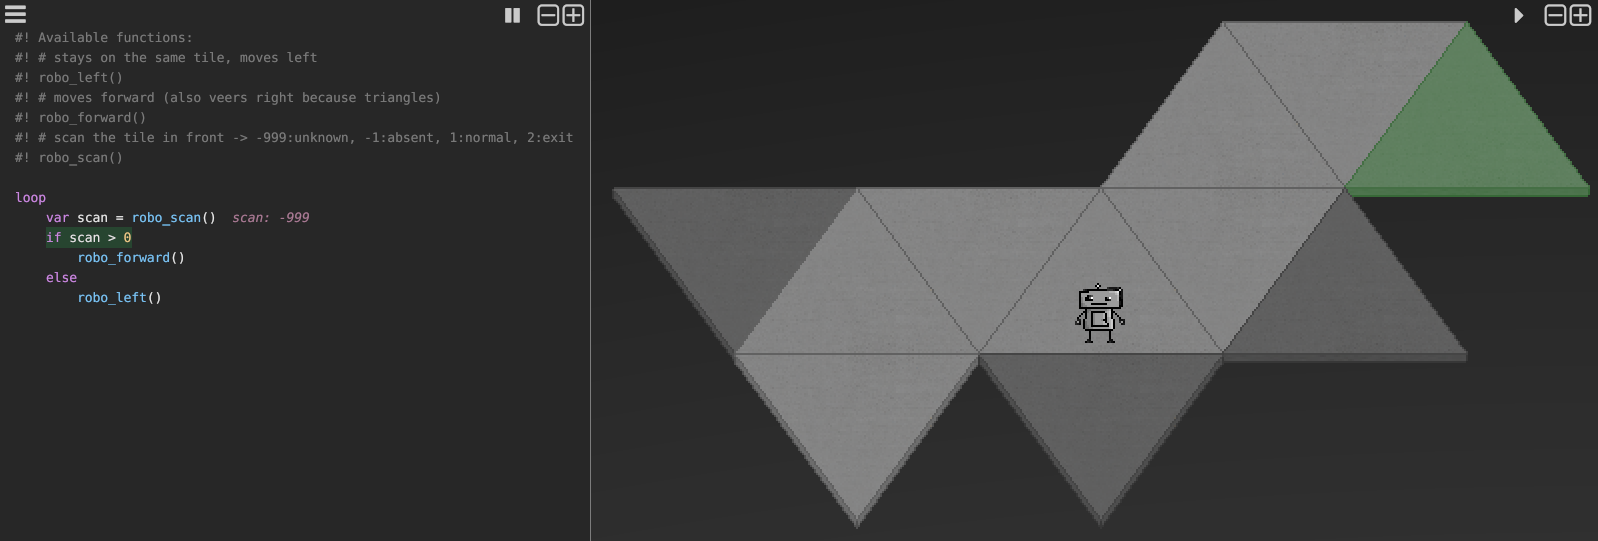 #! Available functions:
#! # stays on the same tile, moves left
#! robo_left()
#! # moves forward (also veers right because triangles)
#! robo_forward()
#! # scan the tile in front -> -999:unknown, -1:absent, 1:normal, 2:exit
#! robo_scan()
loop
var scan = robo_scan() scan: -999
if scan > 0
robo_forward()
else
robo_left()